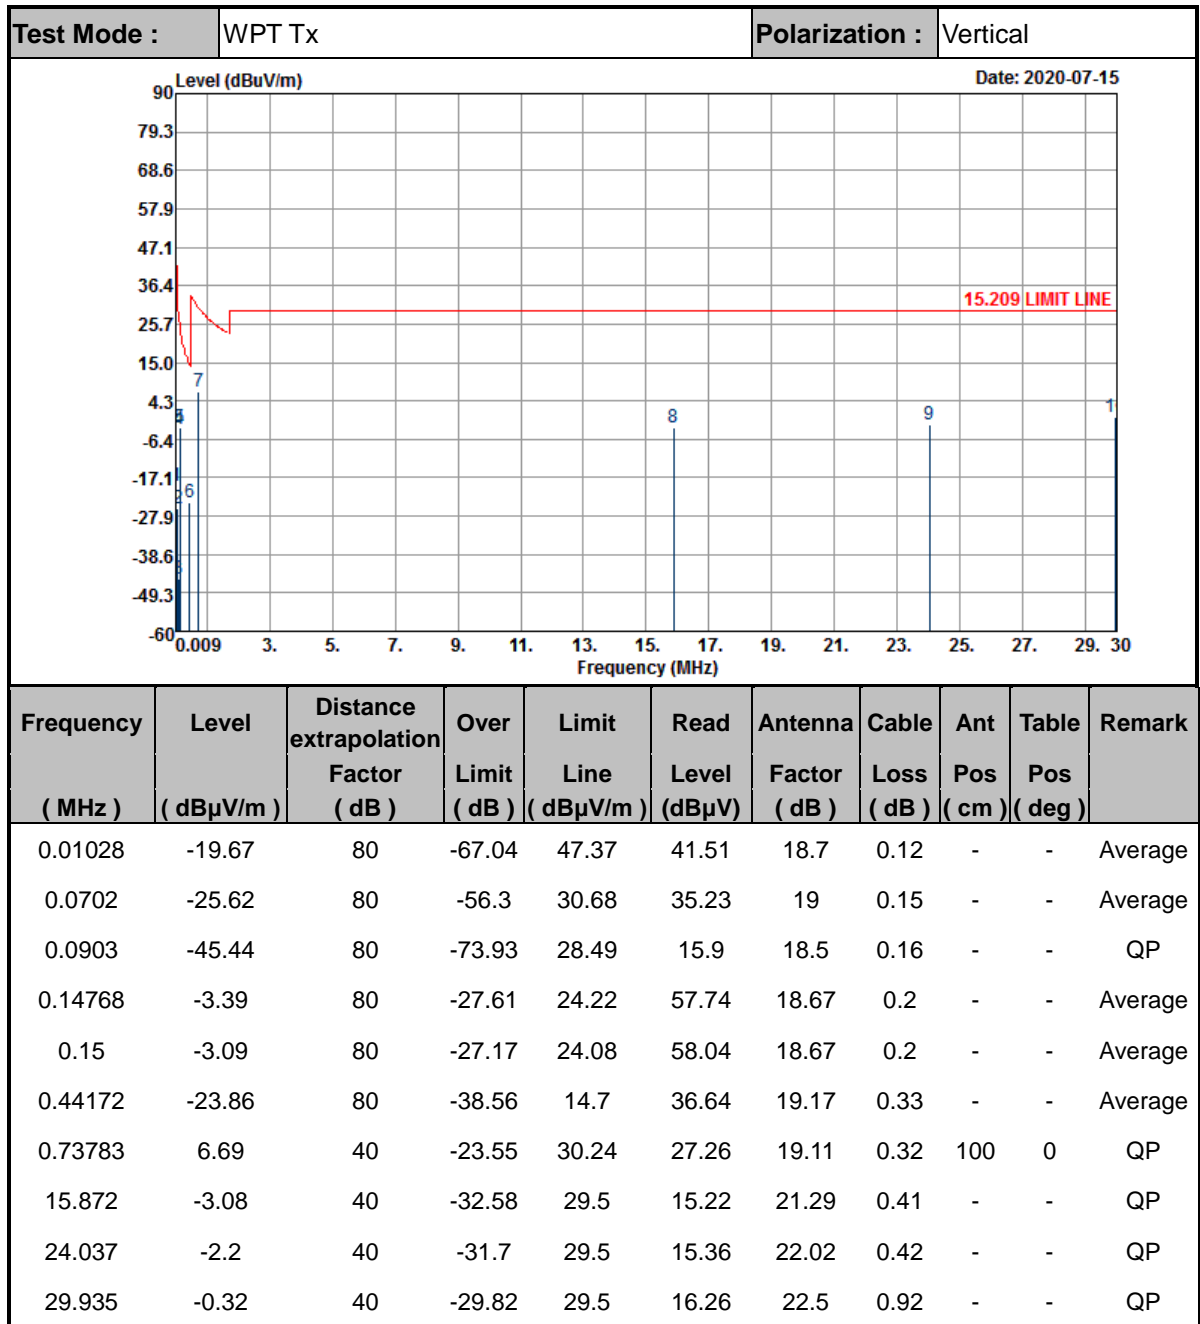 Test Mode : WPT Tx Polarization : Vertical
Level (dBuV/m) Date: 2020-07-15
90
79.3
68.6
57.9
47.1
36.4
25.7
15.0
4.3
-6.4
-17.1
-27.9
-38.6
-49.3
-60
15.209 LIMIT LINE
7
8
9
6
2
0.009 3. 5. 7. 9. 11. 13. 15. 17. 19. 21. 23. 25. 27. 29. 30
Frequency (MHz)
Frequency Level Distance extrapolation Over Limit Read Antenna Cable Ant Table Remark
Factor Limit Line Level Factor Loss Pos Pos
( MHz ) ( dBµV/m ) ( dB ) ( dB ) ( dBµV/m ) (dBµV) ( dB ) ( dB ) ( cm ) ( deg )
0.01028 -19.67 80 -67.04 47.37 41.51 18.7 0.12 - - Average
0.0702 -25.62 80 -56.3 30.68 35.23 19 0.15 - - Average
0.0903 -45.44 80 -73.93 28.49 15.9 18.5 0.16 - - QP
0.14768 -3.39 80 -27.61 24.22 57.74 18.67 0.2 - - Average
0.15 -3.09 80 -27.17 24.08 58.04 18.67 0.2 - - Average
0.44172 -23.86 80 -38.56 14.7 36.64 19.17 0.33 - - Average
0.73783 6.69 40 -23.55 30.24 27.26 19.11 0.32 100 0 QP
15.872 -3.08 40 -32.58 29.5 15.22 21.29 0.41 - - QP
24.037 -2.2 40 -31.7 29.5 15.36 22.02 0.42 - - QP
29.935 -0.32 40 -29.82 29.5 16.26 22.5 0.92 - - QP